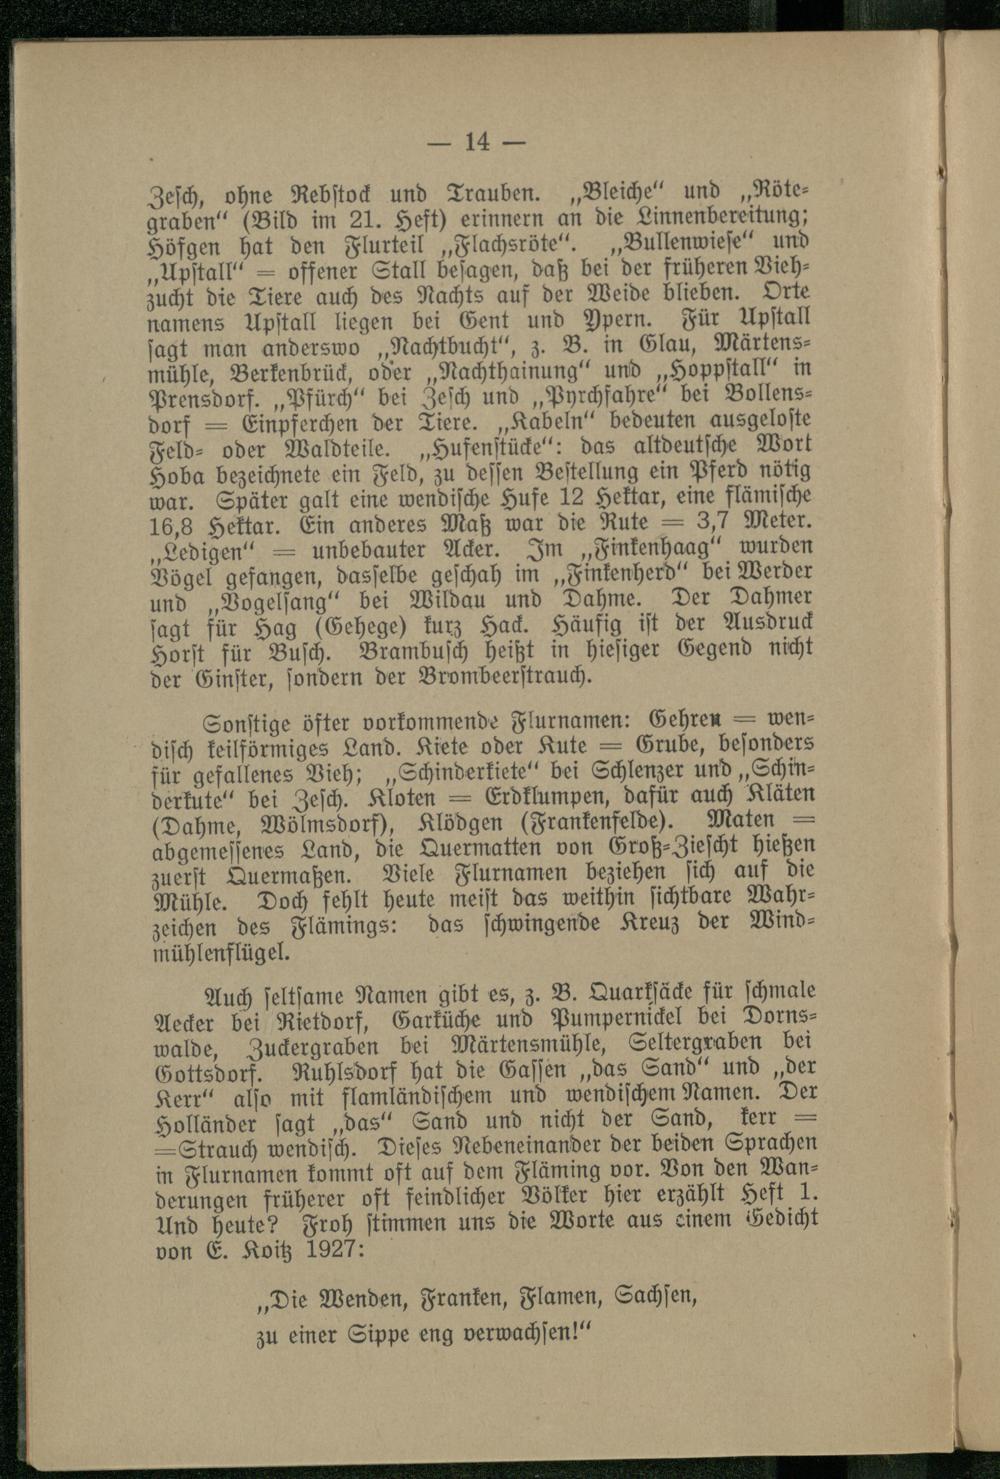 — 14 —
Zesch, ohne Rebstock und Trauben. „Bleiche“ und „Röte-
graben“ (Bild im 21. Heft) erinnern an die Linnenbereitung;
Höfgen hat den Flurteil „Flachsröte“. „Bullenwiese“ und
„Upstall“ = offener Stall besagen, daß bei der früheren Vieh-
zucht die Tiere auch des Nachts auf der Weide blieben. Orte
namens Upstall liegen bei Gent und Ypern. Für Upstall
sagt man anderswo „Nachtbucht“, z. B. in Glau, Märtens-
mühle, Berkenbrück, oder „Nachthainung“ und „Hoppstall“ in
Prensdorf. „Pfürch“ bei Zesch und „Pyrchfahre“ bei Bollens-
dorf = Einpferchen der Tiere. „Kabeln“ bedeuten ausgeloste
Feld- oder Waldteile. „Hufenstücke“: das altdeutsche Wort
Hoba bezeichnete ein Feld, zu dessen Bestellung ein Pferd nötig
war. Später galt eine wendische Hufe 12 Hektar, eine flämische
16,8 Hektar. Ein anderes Maß war die Rute = 3,7 Meter.
„Ledigen“ = unbebauter Acker. Im „Finkenhaag“ wurden
Vögel gefangen, dasselbe geschah im „Finkenherd“ bei Werder
und „Vogelsang“ bei Wildau und Dahme. Der Dahmer
sagt für Hag (Gehege) kurz Hack. Häufig ist der Ausdruck
Horst für Busch. Brambusch heißt in hiesiger Gegend nicht
der Ginster, sondern der Brombeerstrauch.
Sonstige öfter vorkommende Flurnamen: Gehren = wen-
disch keilförmiges Land. Kiete oder Kute = Grube, besonders
für gefallenes Vieh; „Schinderkiete“ bei Schlenzer und „Schin-
derkute“ bei Zesch. Kloten = Erdklumpen, dafür auch Kläten
(Dahme, Wölmsdorf), Klödgen (Frankenfelde). Maten =
abgemessenes Land, die Quermatten von Groß-Ziescht hießen
zuerst Quermaßen. Viele Flurnamen beziehen sich auf die
Mühle. Doch fehlt heute meist das weithin sichtbare Wahr-
zeichen des Flämings: das schwingende Kreuz der Wind-
mühlenflügel.
Auch seltsame Namen gibt es, z. B. Quarksäcke für schmale
Aecker bei Rietdorf, Garküche und Pumpernickel bei Dorns-
walde, Zuckergraben bei Märtensmühle, Seltergraben bei
Gottsdorf. Ruhlsdorf hat die Gassen „das Sand“ und „der
Kerr“ also mit flamländischem und wendischem Namen. Der
Holländer sagt „das“ Sand und nicht der Sand, kerr =
=Strauch wendisch. Dieses Nebeneinander der beiden Sprachen
in Flurnamen kommt oft auf dem Fläming vor. Von den Wan-
derungen früherer oft feindlicher Völker hier erzählt Heft 1.
Und heute? Froh stimmen uns die Worte aus einem Gedicht
von E. Koitz 1927:
„Die Wenden, Franken, Flamen, Sachsen,
zu einer Sippe eng verwachsen!“